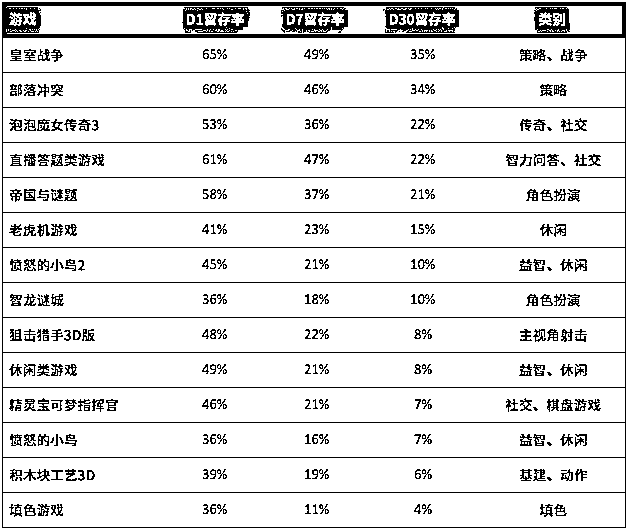 游戏 D1留存率 D7留存率 D30留存率 类别
皇室战争 65% 49% 35% 策略、战争
部落冲突 60% 46% 34% 策略
泡泡魔女传奇3 53% 36% 22% 传奇、社交
直播答题类游戏 61% 47% 22% 智力问答、社交
帝国与谜题 58% 37% 21% 角色扮演
老虎机游戏 41% 23% 15% 休闲
愤怒的小鸟2 45% 21% 10% 益智、休闲
智龙谜城 36% 18% 10% 角色扮演
狙击猎手3D版 48% 22% 8% 主视角射击
休闲类游戏 49% 21% 8% 益智、休闲
精灵宝可梦指挥官 46% 21% 7% 社交、棋盘游戏
愤怒的小鸟 36% 16% 7% 益智、休闲
积木块工艺3D 39% 19% 6% 基建、动作
填色游戏 36% 11% 4% 填色